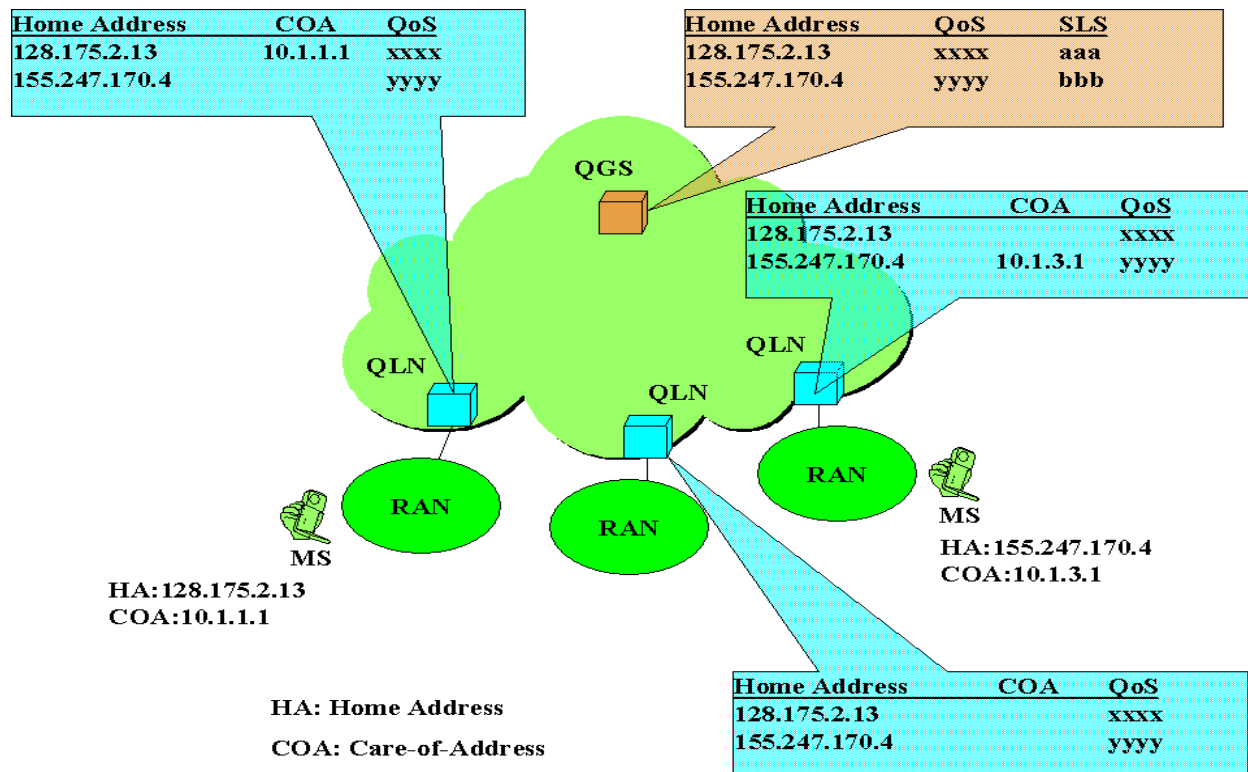 Home Address COA QoS
128.175.2.13 10.1.1.1 xxxx
155.247.170.4 yyyy
Home Address QoS SLS
128.175.2.13 xxxx aaa
155.247.170.4 yyyy bbb
QGS
Home Address COA QoS
128.175.2.13 xxxx
155.247.170.4 10.1.3.1 yyyy
QLN
QLN
QLN
RAN
RAN
RAN
MS
HA:128.175.2.13
COA:10.1.1.1
MS
HA:155.247.170.4
COA:10.1.3.1
Home Address COA QoS
128.175.2.13 xxxx
155.247.170.4 yyyy
HA: Home Address
COA: Care-of-Address